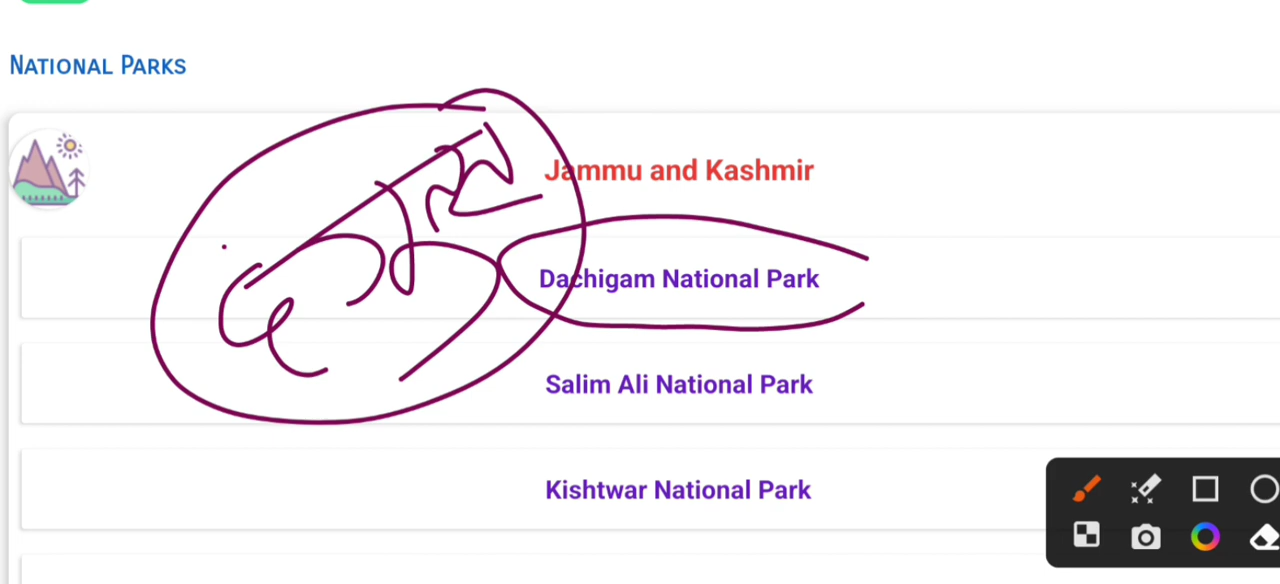 NATIONAL PARKS
Jammu and Kashmir
Dachigam National Park
Salim Ali National Park
Kishtwar National Park